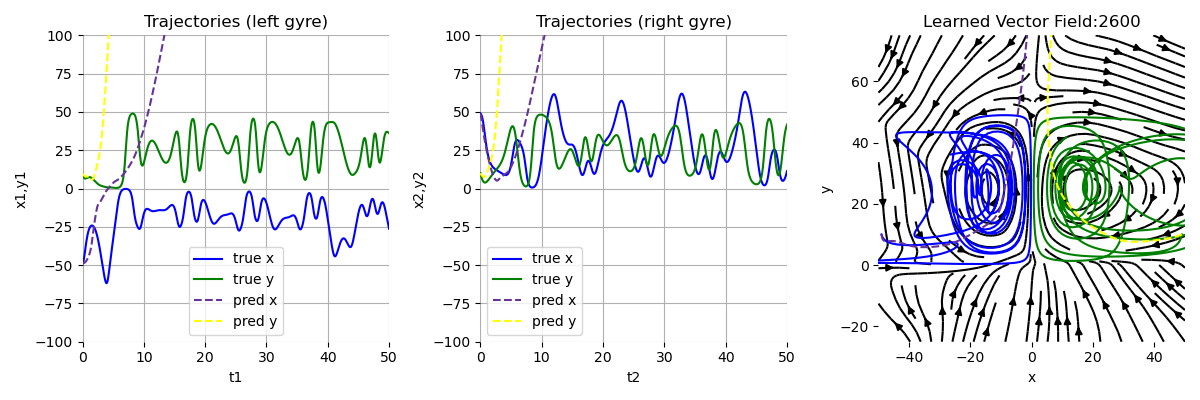 Trajectories (left gyre)
100
75
50
25
0
−25
−50
−75
−100
x1,y1
0
10
20
30
40
50
t1
true x
true y
pred x
pred y
Trajectories (right gyre)
100
75
50
25
0
−25
−50
−75
−100
x2,y2
0
10
20
30
40
50
t2
true x
true y
pred x
pred y
Learned Vector Field:2600
60
40
20
0
−20
y
−40
−20
0
20
40
x